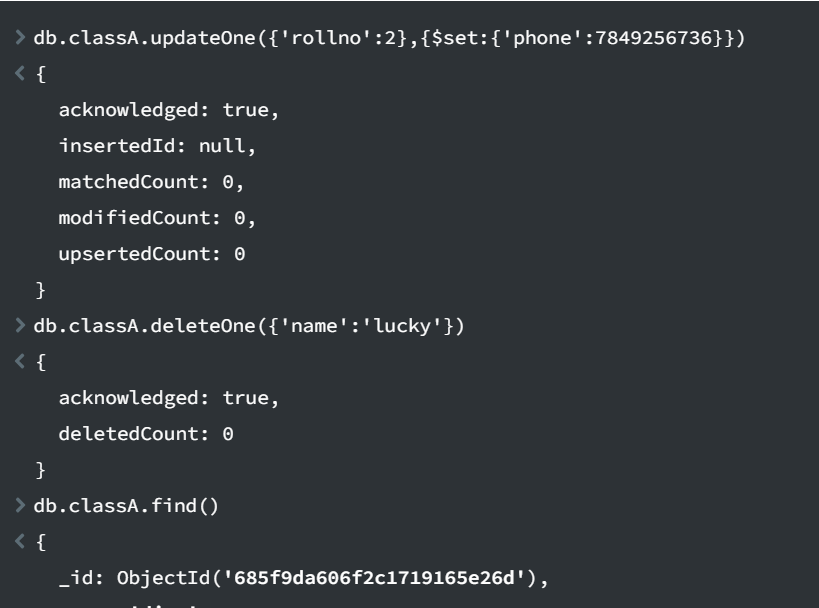 > db.classA.updateOne({'rollno':2},{$set:{'phone':7849256736}})
< {
acknowledged: true,
insertedId: null,
matchedCount: 0,
modifiedCount: 0,
upsertedCount: 0
}
> db.classA.deleteOne({'name':'lucky'})
< {
acknowledged: true,
deletedCount: 0
}
> db.classA.find()
< {
_id: ObjectId('685f9da606f2c1719165e26d'),